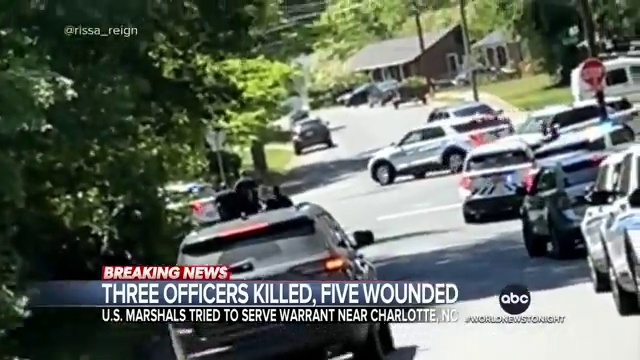 @rissa_reign
BREAKING NEWS
THREE OFFICERS KILLED, FIVE WOUNDED
abc
U.S. MARSHALS TRIED TO SERVE WARRANT NEAR CHARLOTTE, NC
#WORLDNEWSTONIGHT